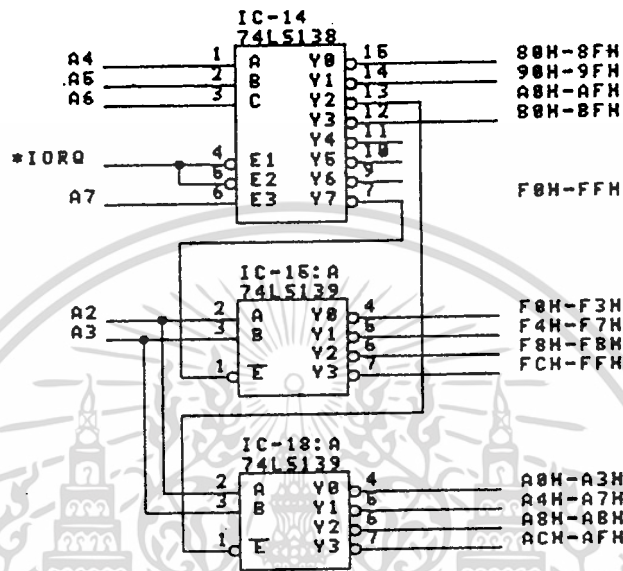 IC-14
74LS138
A4 1 A Y0 15 80H-8FH
A5 2 B Y1 14 90H-9FH
A6 3 C Y2 13 A0H-AFH
Y3 12 B0H-BFH
Y4 11
*IORQ 4 E1 Y5 10
5 E2 Y6 9
A7 6 E3 Y7 7 F0H-FFH
IC-15:A
74LS139
A2 2 A Y0 4 F0H-F3H
A3 3 B Y1 5 F4H-F7H
Y2 6 F8H-FBH
1 E Y3 7 FCH-FFH
IC-18:A
74LS139
2 A Y0 4 A0H-A3H
3 B Y1 5 A4H-A7H
Y2 6 A8H-ABH
1 E Y3 7 ACH-AFH